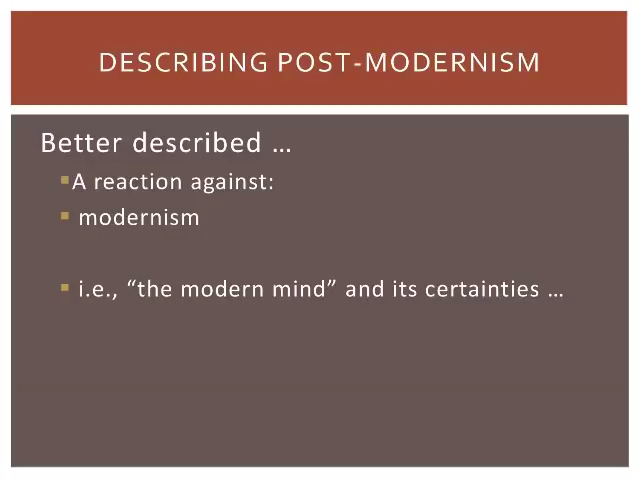 DESCRIBING POST-MODERNISM
Better described …
▪A reaction against:
▪ modernism
▪ i.e., “the modern mind” and its certainties …